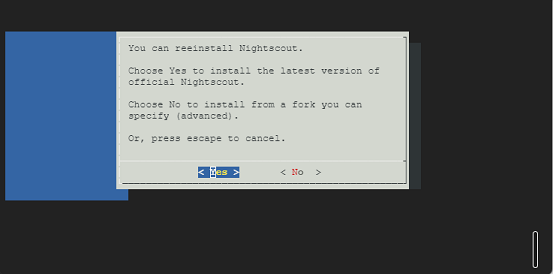 You can reeinstall Nightscout.
Choose Yes to install the latest version of
official Nightscout.
Choose No to install from a fork you can
specify (advanced).
Or, press escape to cancel.
< Yes > < No >